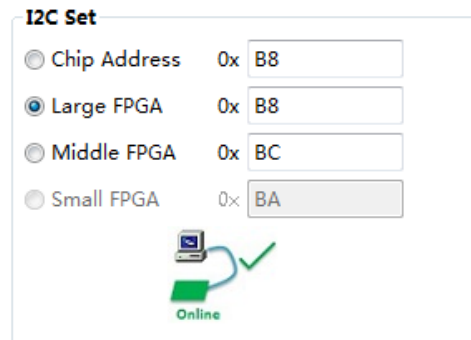 I2C Set
Chip Address 0x B8
Large FPGA 0x B8
Middle FPGA 0x BC
Small FPGA 0x BA
Online